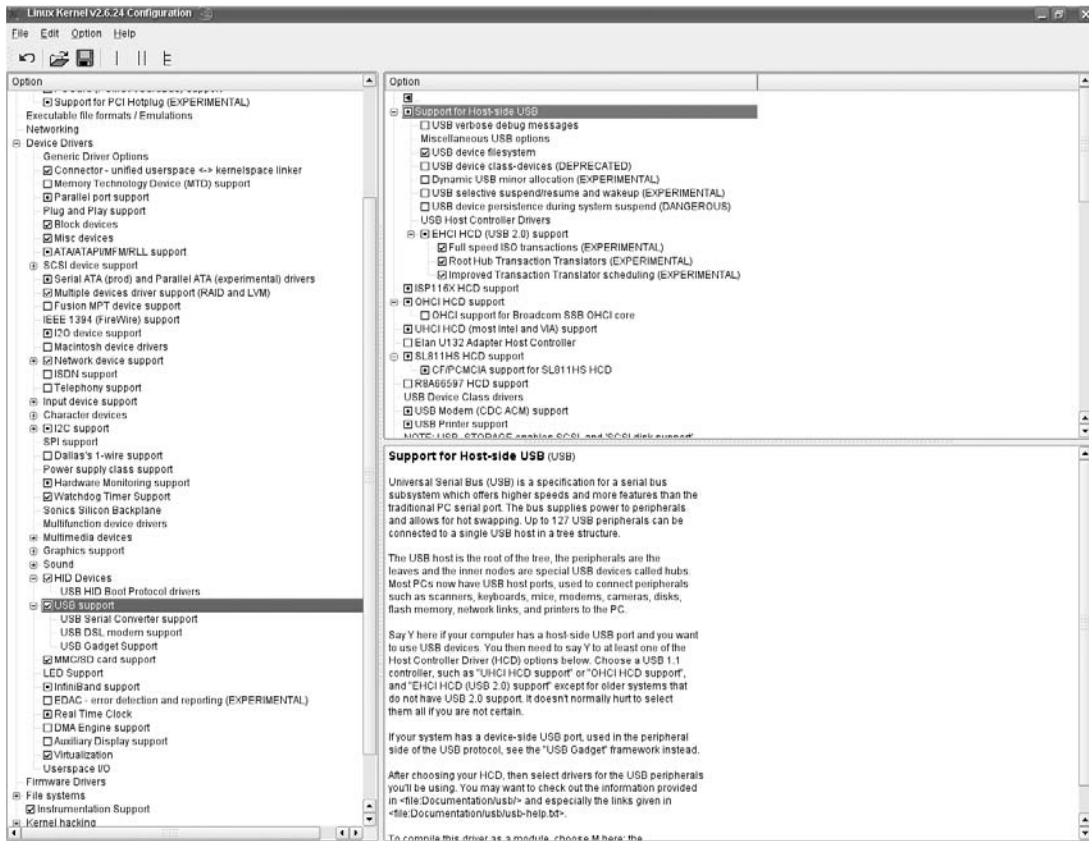 Linux Kernel v2.6.24 Configuration
File Edit Option Help
Option
Support for PCI Hotplug (EXPERIMENTAL)
Executable file formats / Emulations
Networking
Device Drivers
Generic Driver Options
Connector - unified userspace <-> kernelspace linker
Memory Technology Device (MTD) support
Parallel port support
Plug and Play support
Block devices
Misc devices
ATA/ATAPI/MFM/RLL support
SCSI device support
Serial ATA (prod) and Parallel ATA (experimental) drivers
Multiple devices driver support (RAID and LVM)
Fusion MPT device support
IEEE 1394 (FireWire) support
I2O device support
Macintosh device drivers
Network device support
ISDN support
Telephony support
Input device support
Character devices
I2C support
SPI support
Dallas's 1-wire support
Power supply class support
Hardware Monitoring support
Watchdog Timer Support
Sonics Silicon Backplane
Multifunction device drivers
Multimedia devices
Graphics support
Sound
HID Devices
USB HID Boot Protocol drivers
USB support
USB Serial Converter support
USB DSL modem support
USB Gadget Support
MMC/SD card support
LED Support
InfiniBand support
EDAC - error detection and reporting (EXPERIMENTAL)
Real Time Clock
DMA Engine support
Auxiliary Display support
Virtualization
Userspace I/O
Firmware Drivers
File systems
Instrumentation Support
Kernel hacking
Option
Support for Host-side USB
USB verbose debug messages
Miscellaneous USB options
USB device filesystem
USB device class-devices (DEPRECATED)
Dynamic USB minor allocation (EXPERIMENTAL)
USB selective suspend/resume and wakeup (EXPERIMENTAL)
USB device persistence during system suspend (DANGEROUS)
USB Host Controller Drivers
EHCI HCD (USB 2.0) support
Full speed ISO transactions (EXPERIMENTAL)
Root Hub Transaction Translators (EXPERIMENTAL)
Improved Transaction Translator scheduling (EXPERIMENTAL)
ISP116X HCD support
OHCI HCD support
OHCI support for Broadcom SSB OHCI core
UHCI HCD (most Intel and VIA) support
Elan U132 Adapter Host Controller
SL811HS HCD support
CF/PCMCIA support for SL811HS HCD
R8A66597 HCD support
USB Device Class drivers
USB Modem (CDC ACM) support
USB Printer support
NOTE: USB_STORAGE enables SCSI, and 'SCSI disk support'
Support for Host-side USB (USB)
Universal Serial Bus (USB) is a specification for a serial bus
subsystem which offers higher speeds and more features than the
traditional PC serial port. The bus supplies power to peripherals
and allows for hot swapping. Up to 127 USB peripherals can be
connected to a single USB host in a tree structure.
The USB host is the root of the tree, the peripherals are the
leaves and the inner nodes are special USB devices called hubs.
Most PCs now have USB host ports, used to connect peripherals
such as scanners, keyboards, mice, modems, cameras, disks,
flash memory, network links, and printers to the PC.
Say Y here if your computer has a host-side USB port and you want
to use USB devices. You then need to say Y to at least one of the
Host Controller Driver (HCD) options below. Choose a USB 1.1
controller, such as "UHCI HCD support" or "OHCI HCD support",
and "EHCI HCD (USB 2.0) support" except for older systems that
do not have USB 2.0 support. It doesn't normally hurt to select
them all if you are not certain.
If your system has a device-side USB port, used in the peripheral
side of the USB protocol, see the "USB Gadget" framework instead.
After choosing your HCD, then select drivers for the USB peripherals
you'll be using. You may want to check out the information provided
in <file:Documentation/usb/> and especially the links given in
<file:Documentation/usb/usb-help.txt>.
To compile this driver as a module, choose M here: the